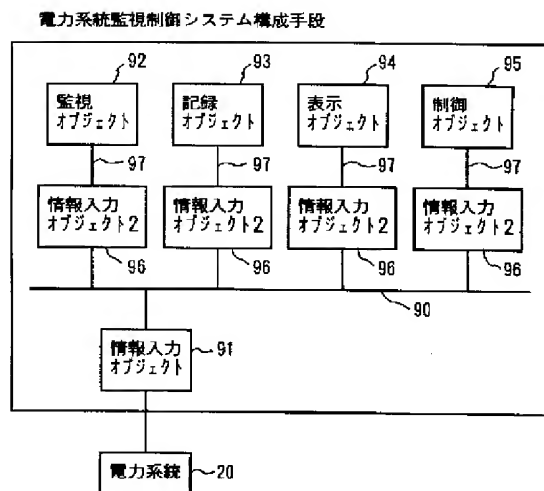 電力系統監視制御システム構成手段
92 93 94 95
監視 記録 表示 制御
オブジェクト オブジェクト オブジェクト オブジェクト
97 97 97 97
情報入力 情報入力 情報入力 情報入力
オブジェクト2 オブジェクト2 オブジェクト2 オブジェクト2
96 96 96 96
90
情報入力 91
オブジェクト
電力系統 20